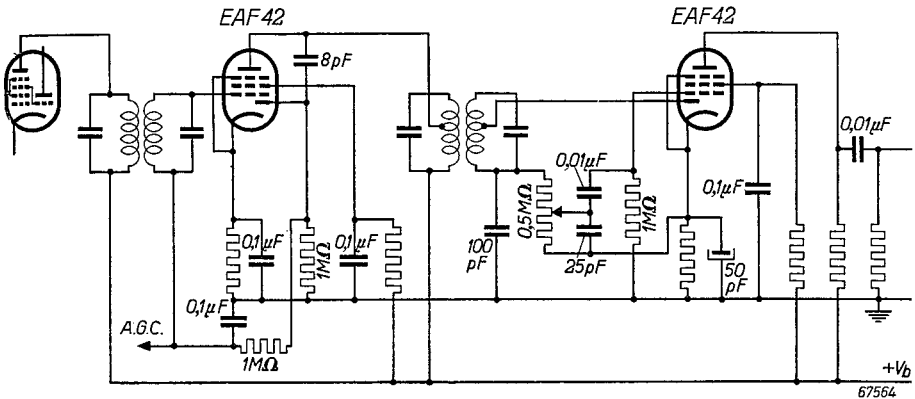 EAF42
EAF42
8pF
0,01µF
0,01µF
0,1µF
1MΩ
0,1µF
0,5MΩ
1MΩ
0,1µF
100
pF
25pF
50
pF
0,1µF
A.G.C.
1MΩ
+Vb
67564